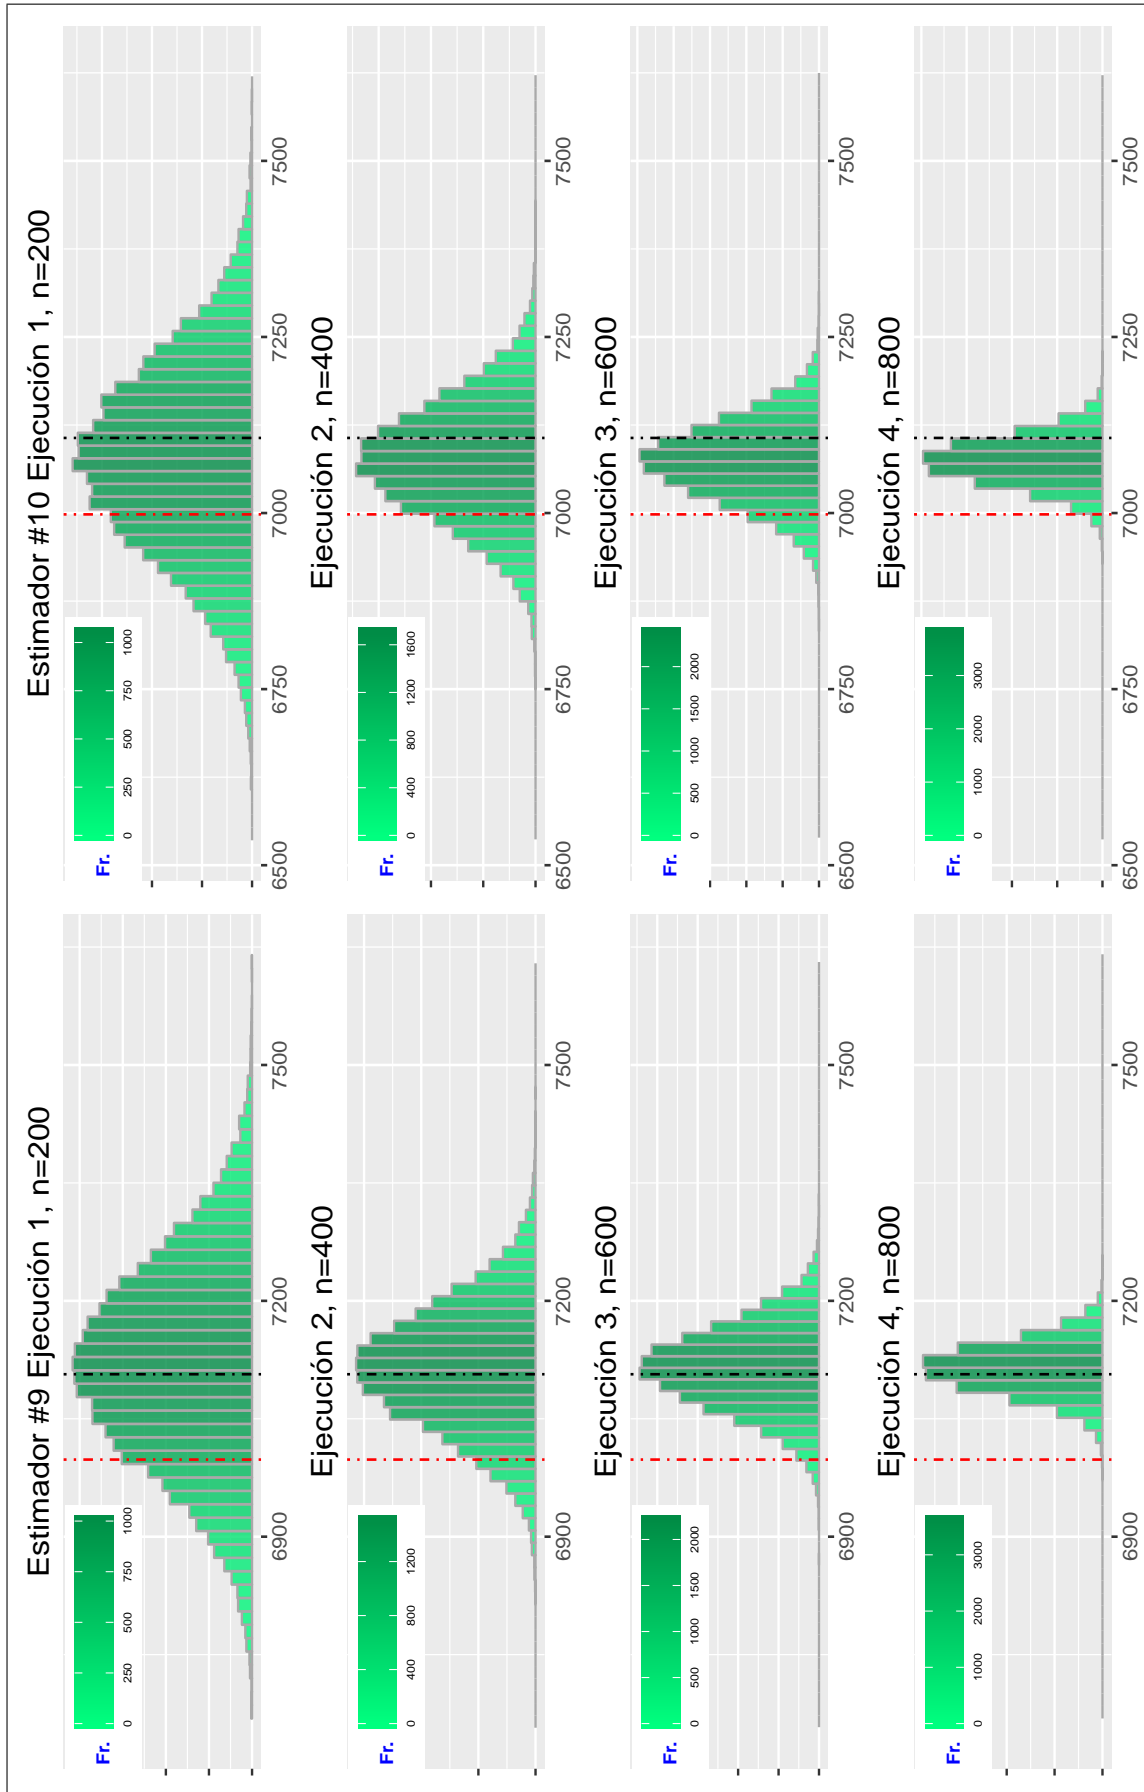 Estimador #9 Ejecución 1, n=200
Fr.
0 250 500 750 1000
6900 7200 7500
Ejecución 2, n=400
Fr.
0 400 800 1200
Ejecución 3, n=600
Fr.
0 500 1000 1500 2000
6900 7200 7500
Ejecución 4, n=800
Fr.
0 1000 2000 3000
6900 7200 7500
Estimador #10 Ejecución 1, n=200
Fr.
0 250 500 750 1000
6500 6750 7000 7250 7500
Ejecución 2, n=400
Fr.
0 400 800 1200 1600
6750 7000 7250 7500
Ejecución 3, n=600
Fr.
0 500 1000 1500 2000
6500 6750 7000 7250 7500
Ejecución 4, n=800
Fr.
0 1000 2000 3000
6500 6750 7000 7250 7500